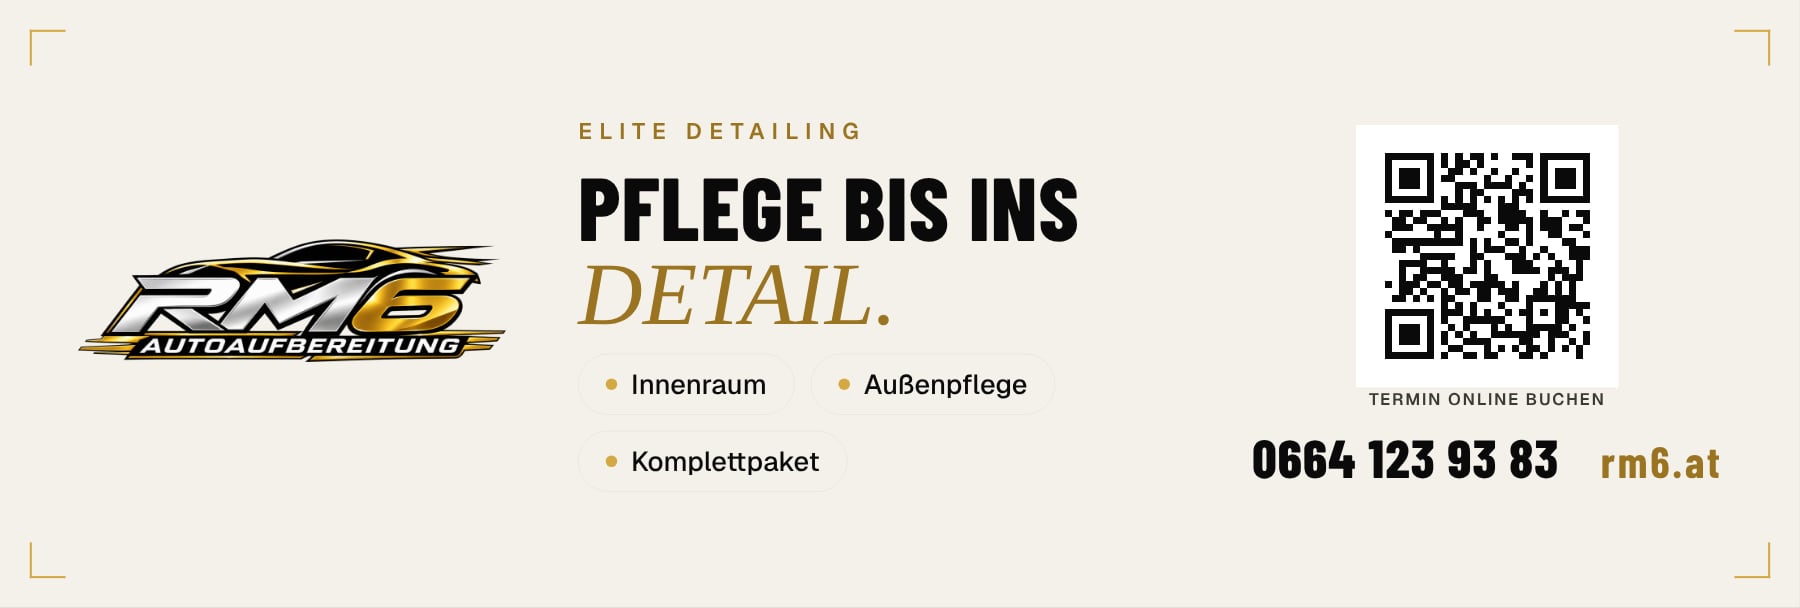 RM6
AUTOAUFBEREITUNG
ELITE DETAILING
PFLEGE BIS INS
DETAIL.
Innenraum
Außenpflege
Komplettpaket
TERMIN ONLINE BUCHEN
0664 123 93 83 rm6.at